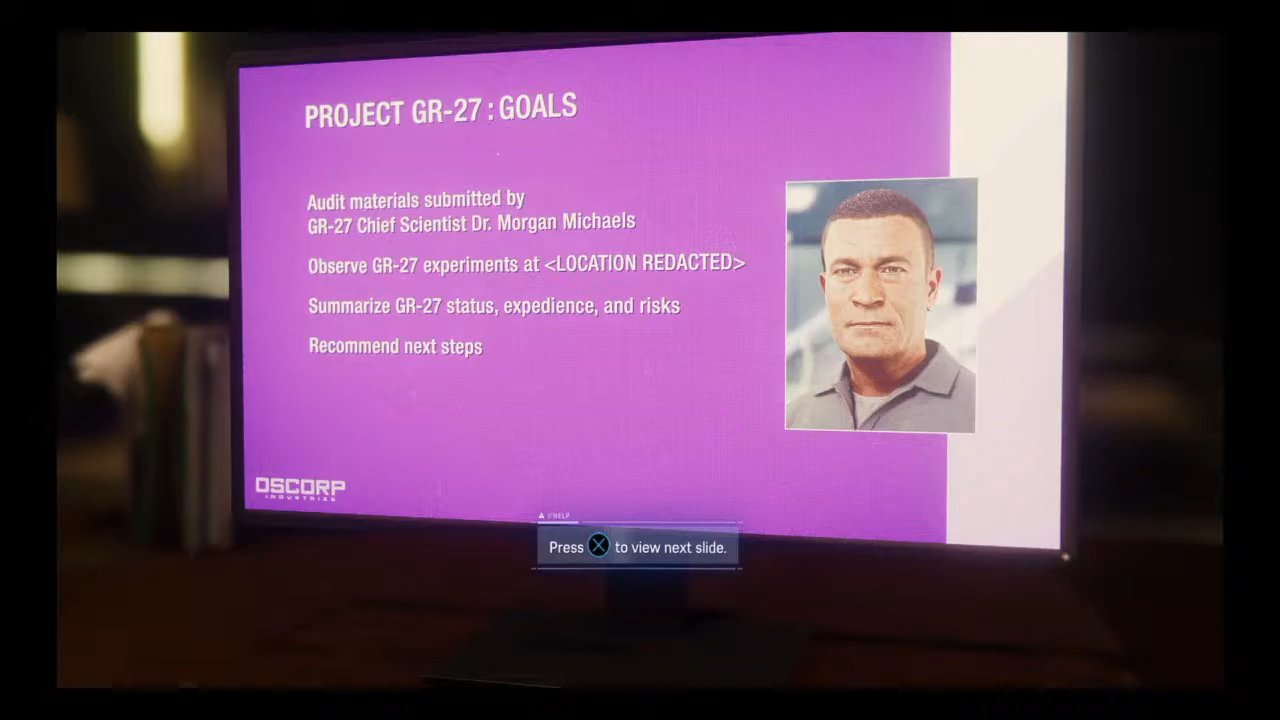 PROJECT GR-27 : GOALS
Audit materials submitted by
GR-27 Chief Scientist Dr. Morgan Michaels
Observe GR-27 experiments at <LOCATION REDACTED>
Summarize GR-27 status, expedience, and risks
Recommend next steps
OSCORP
INDUSTRIES
//HELP
Press to view next slide.